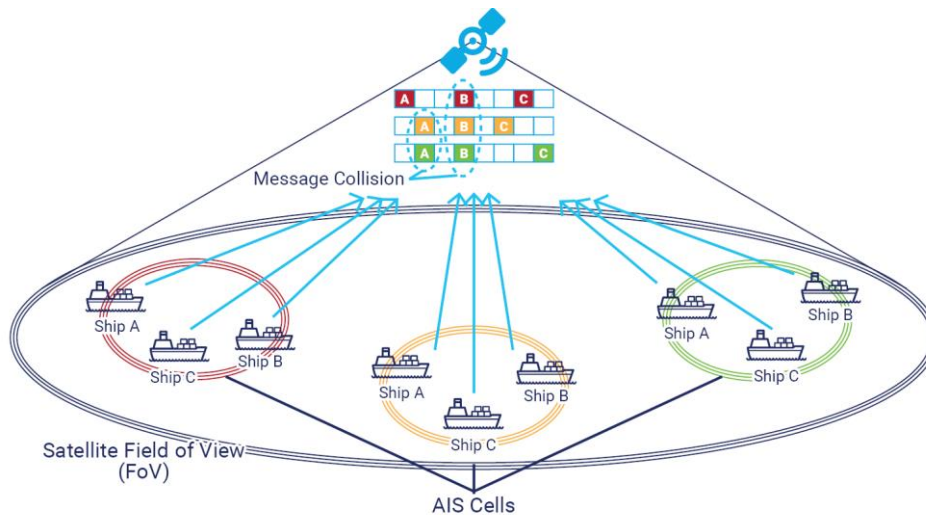 A B C
A B C
A B C
Message Collision
Ship A
Ship B
Ship C
Ship A
Ship B
Ship C
Ship A
Ship B
Ship C
Satellite Field of View
(FoV)
AIS Cells